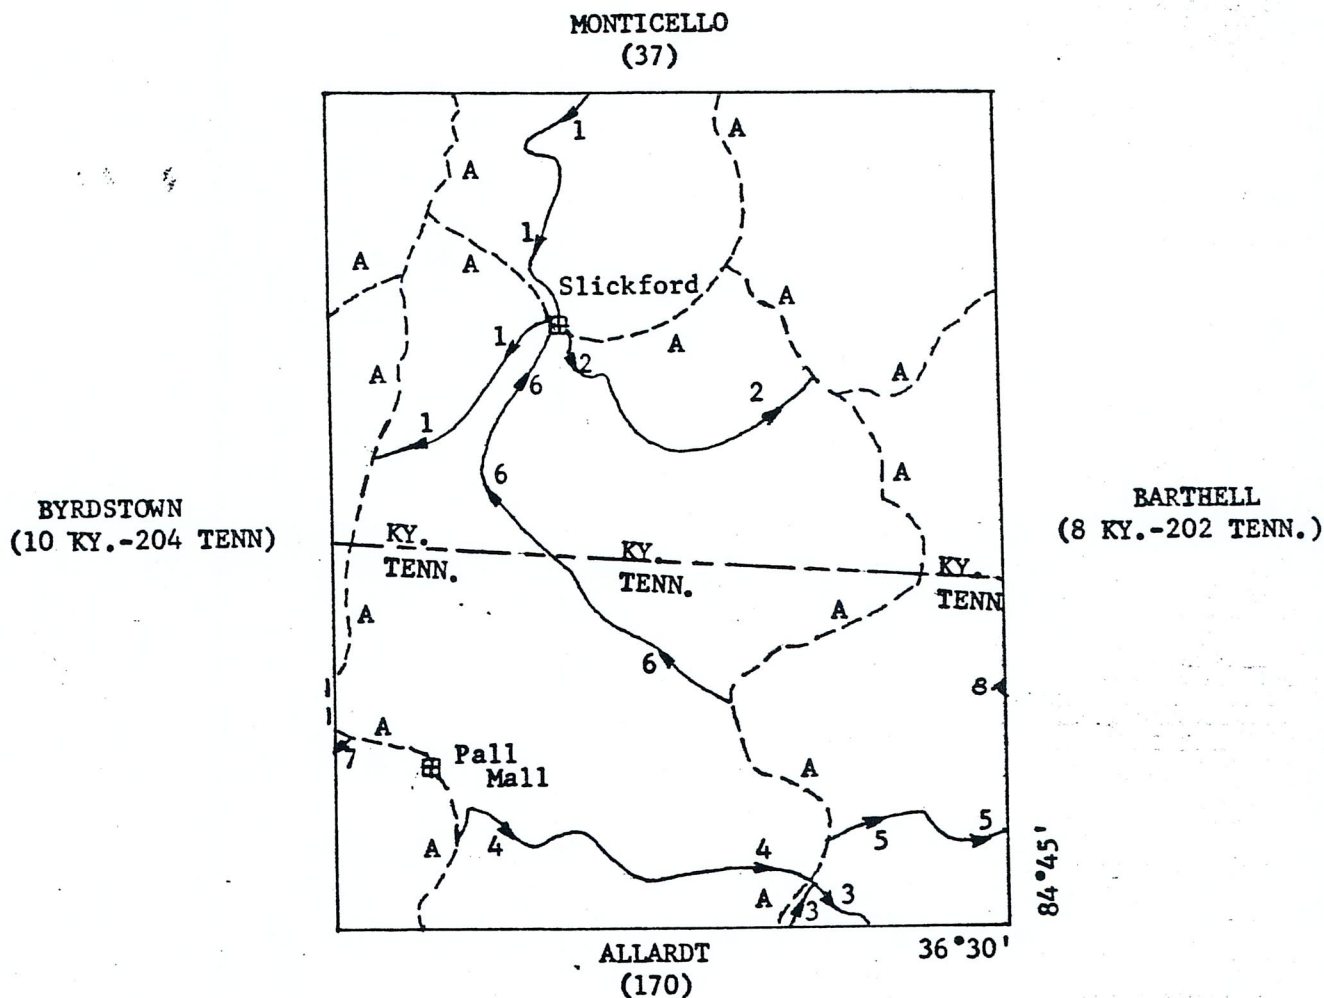 MONTICELLO
(37)
1
A
A
1
A
A
Slickford
A
1
A
2
A
A
6
2
1
6
A
BYRDSTOWN
(10 KY.-204 TENN)
BARTHELL
(8 KY.-202 TENN.)
KY.
TENN.
KY.
TENN.
KY.
TENN
A
A
6
8
A
7
Pall
Mall
A
4
A
4
5
5
A
3
3
84°45'
36°30'
ALLARDT
(170)